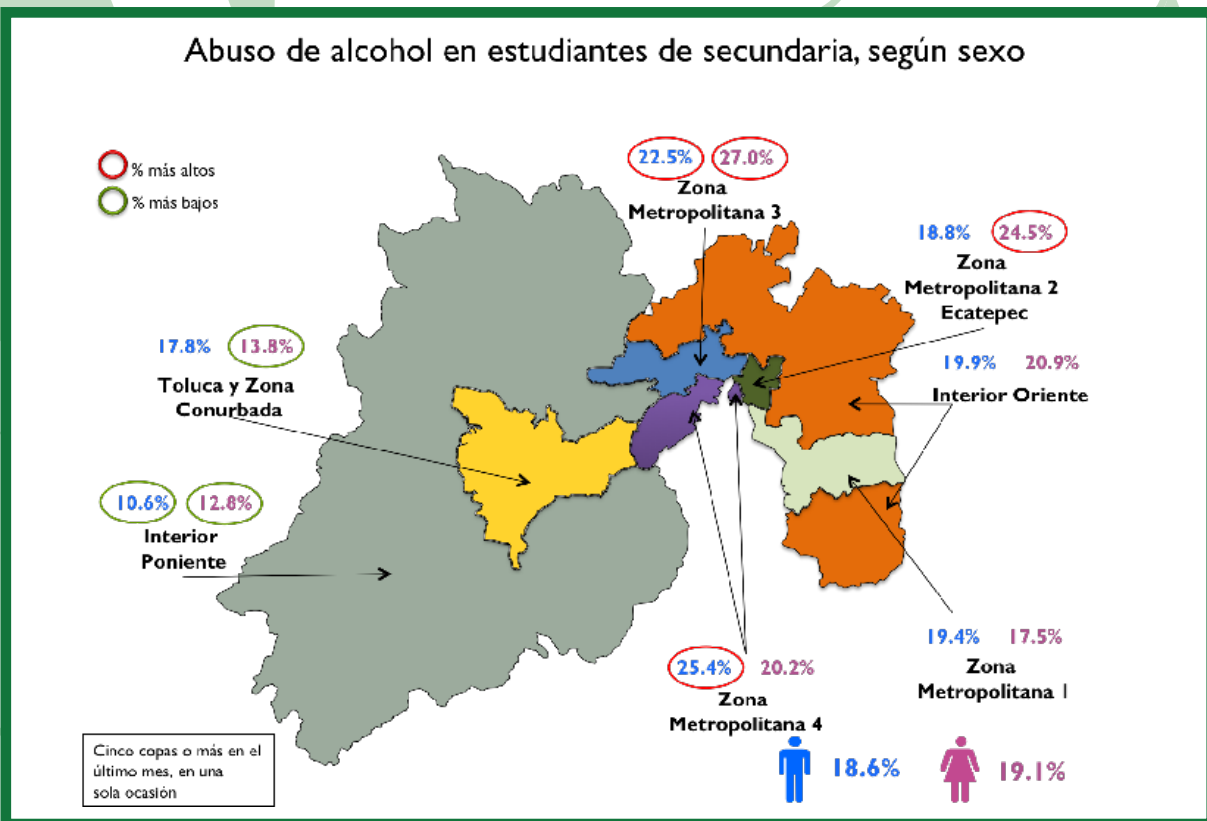 Abuso de alcohol en estudiantes de secundaria, según sexo
% más altos
% más bajos
22.5% 27.0%
Zona
Metropolitana 3
18.8% 24.5%
Zona
Metropolitana 2
Ecatepec
17.8% 13.8%
Toluca y Zona
Conurbada
19.9% 20.9%
Interior Oriente
10.6% 12.8%
Interior
Poniente
25.4% 20.2%
Zona
Metropolitana 4
19.4% 17.5%
Zona
Metropolitana 1
Cinco copas o más en el
último mes, en una
sola ocasión
18.6% 19.1%